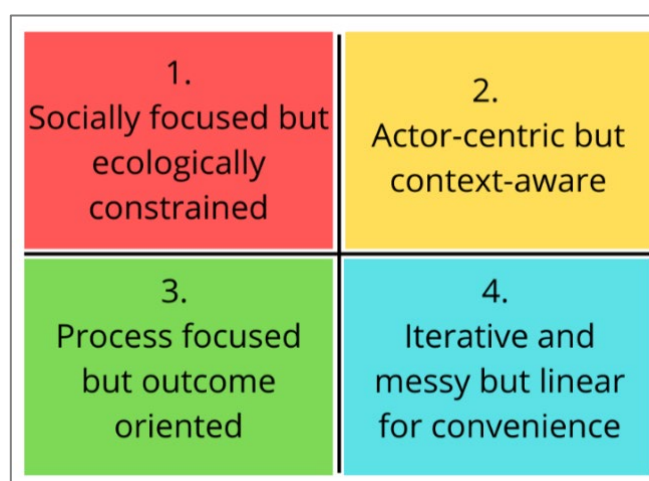 1.
Socially focused but
ecologically
constrained
2.
Actor-centric but
context-aware
3.
Process focused
but outcome
oriented
4.
Iterative and
messy but linear
for convenience